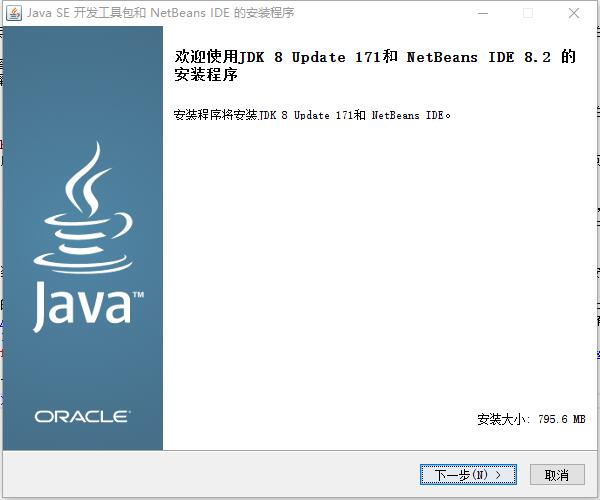 Java SE 开发工具包和 NetBeans IDE 的安装程序
欢迎使用JDK 8 Update 171和 NetBeans IDE 8.2 的
安装程序
安装程序将安装JDK 8 Update 171和 NetBeans IDE。
Java™
ORACLE®
安装大小: 795.6 MB
下一步(N) >
取消